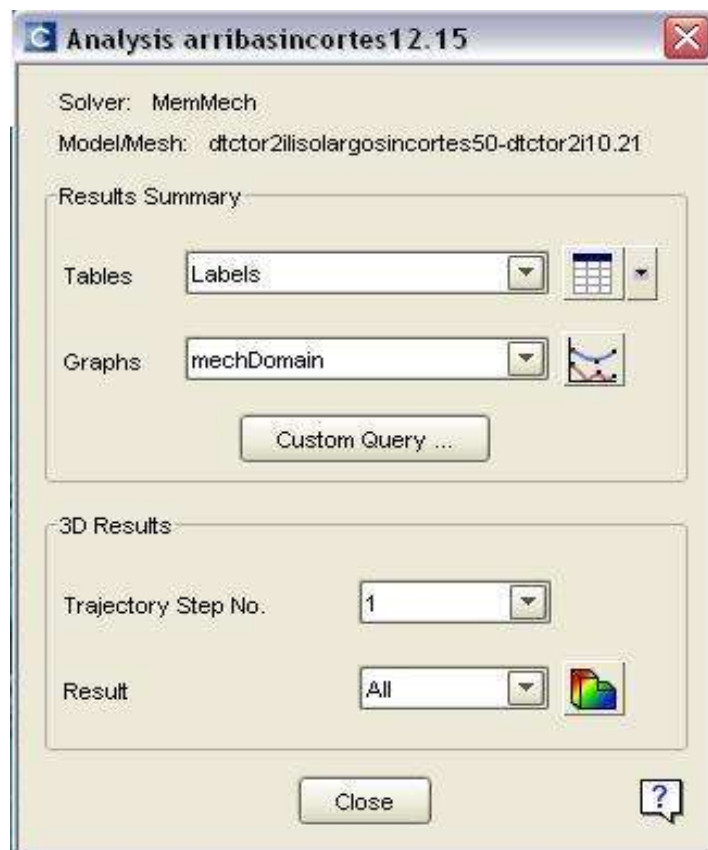 Analysis arribasincortes12.15
Solver: MemMech
Model/Mesh: dtctor2ilisolargosincortes50-dtctor2i10.21
Results Summary
Tables Labels
Graphs mechDomain
Custom Query ...
3D Results
Trajectory Step No. 1
Result All
Close
?